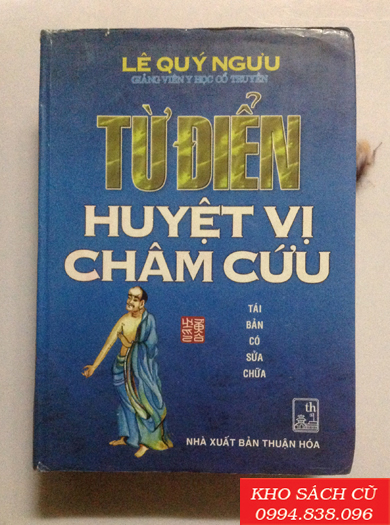 LÊ QUÝ NGƯU
GIẢNG VIÊN Y HỌC CỔ TRUYỀN
TỪ ĐIỂN
HUYỆT VỊ
CHÂM CỨU
TÁI
BẢN
CÓ
SỬA
CHỮA
th
NHÀ XUẤT BẢN THUẬN HÓA
KHO SÁCH CŨ
0994.838.096